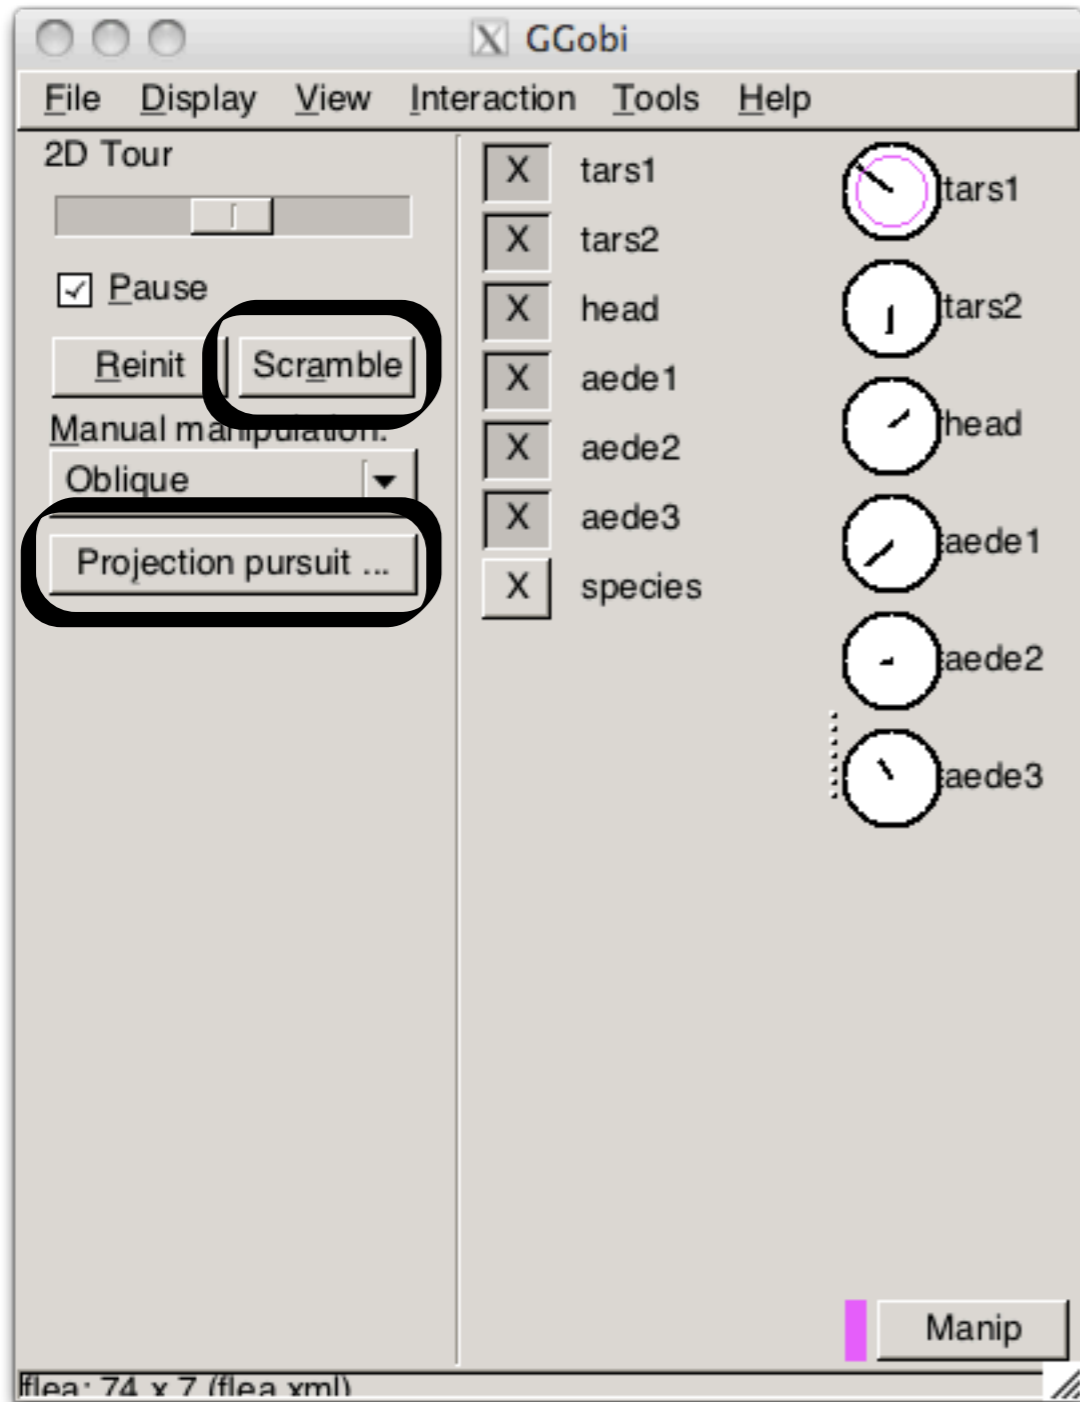 X GGobi
File Display View Interaction Tools Help
2D Tour
Pause
Reinit Scramble
Manual manipulation:
Oblique
Projection pursuit ...
X tars1
X tars2
X head
X aede1
X aede2
X aede3
X species
tars1
tars2
head
aede1
aede2
aede3
Manip
flea: 74 x 7 (flea.xml)